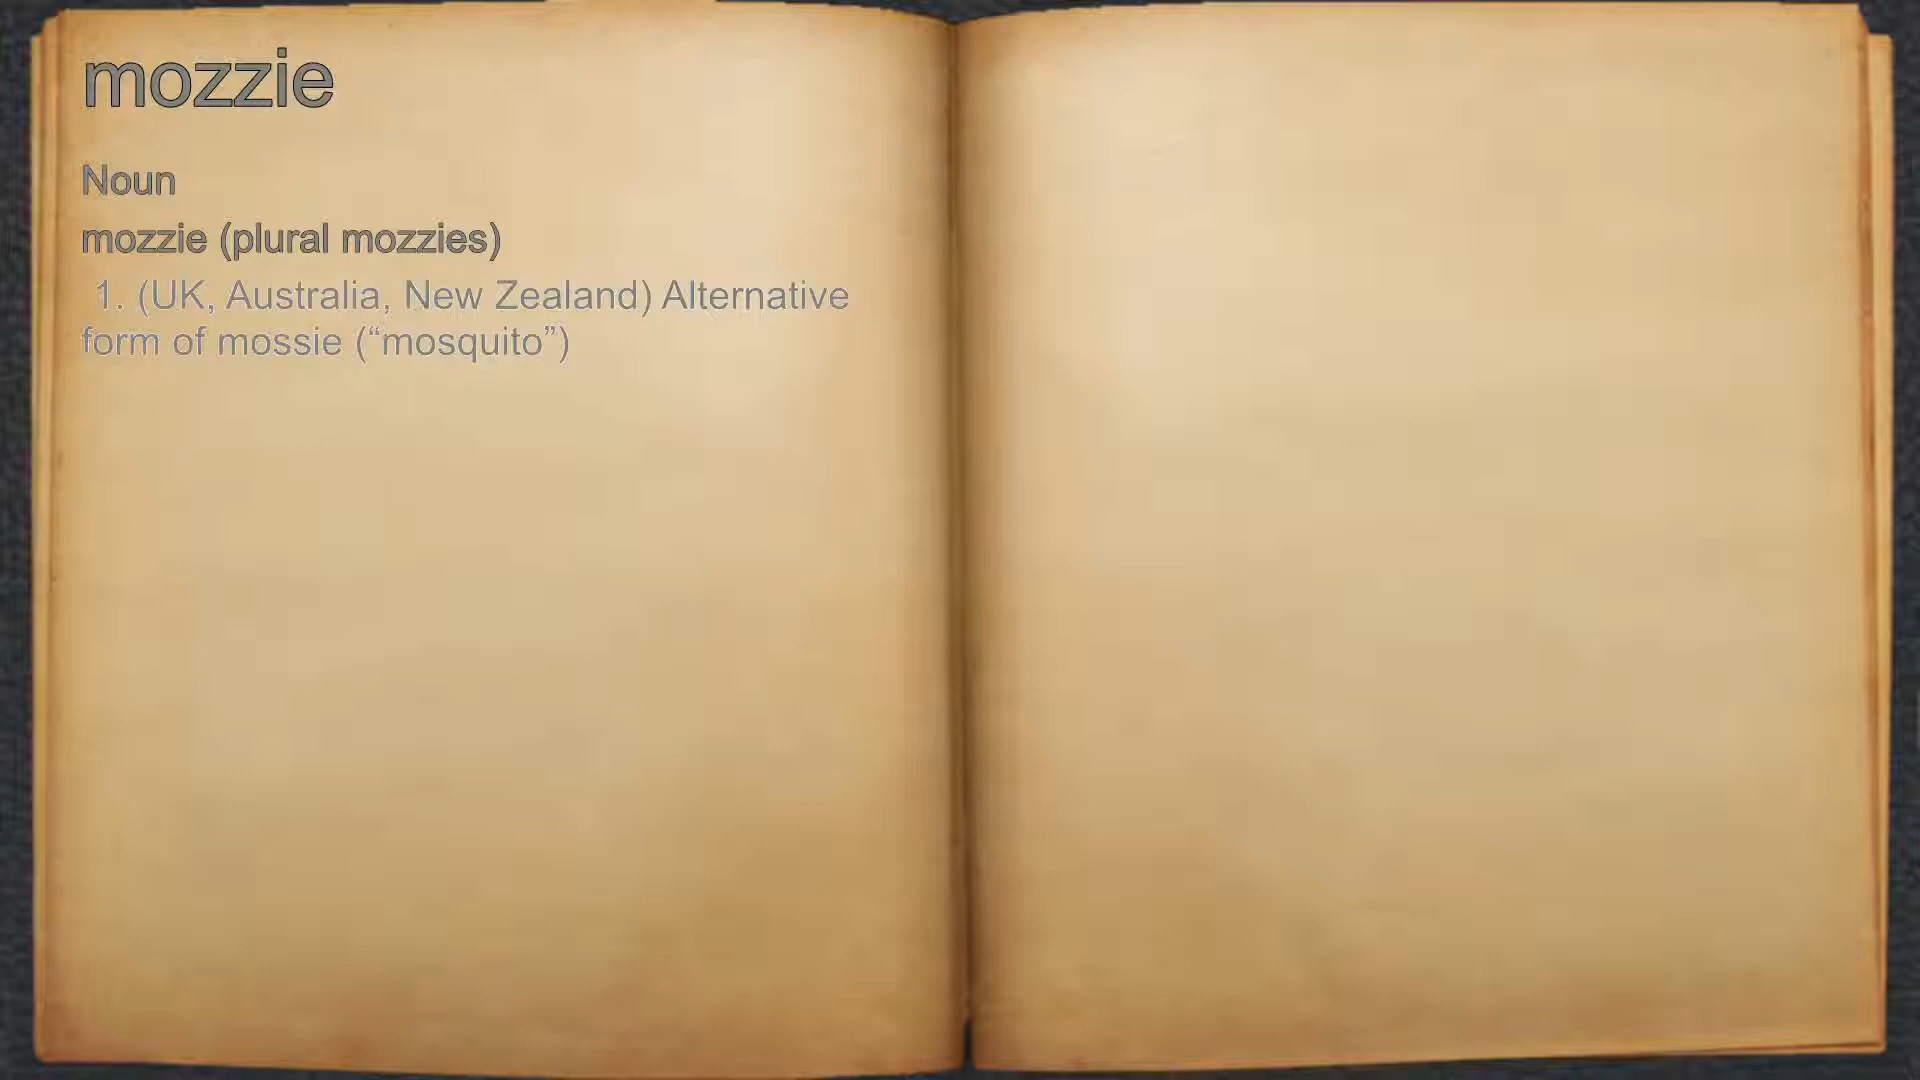 mozzie
Noun
mozzie (plural mozzies)
1. (UK, Australia, New Zealand) Alternative
form of mossie (“mosquito”)